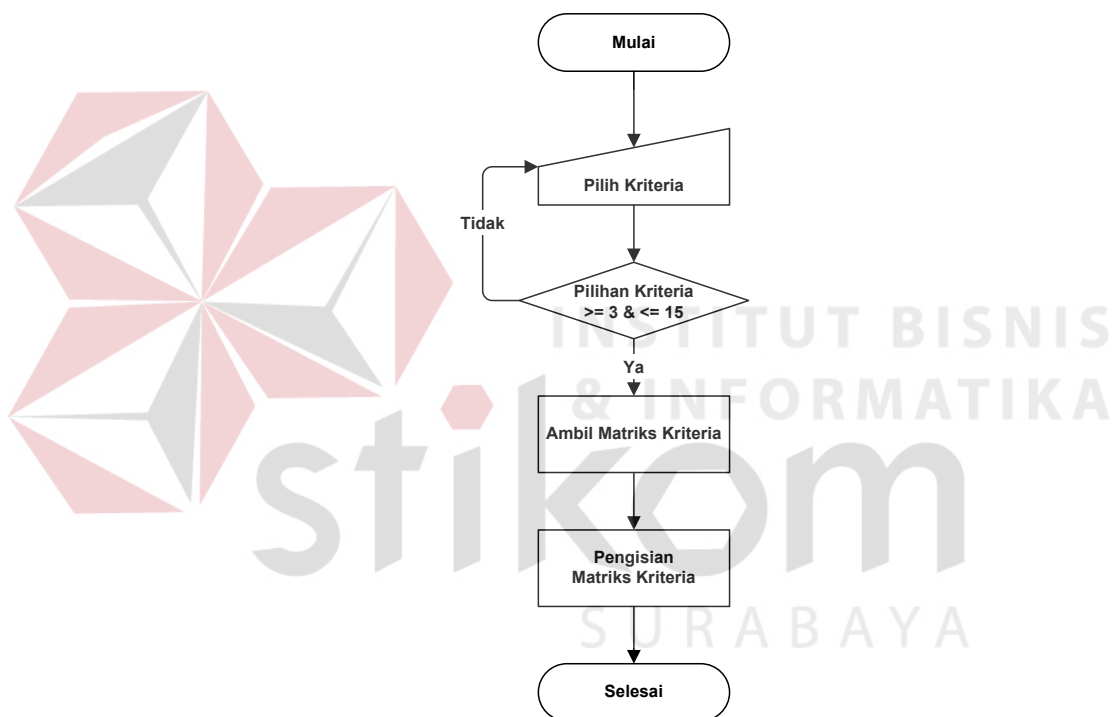 Mulai
Pilih Kriteria
Tidak
Pilihan Kriteria
>= 3 & <= 15
Ya
Ambil Matriks Kriteria
Pengisian
Matriks Kriteria
Selesai
INSTITUT BISNIS
& INFORMATIKA
stikom
SURABAYA